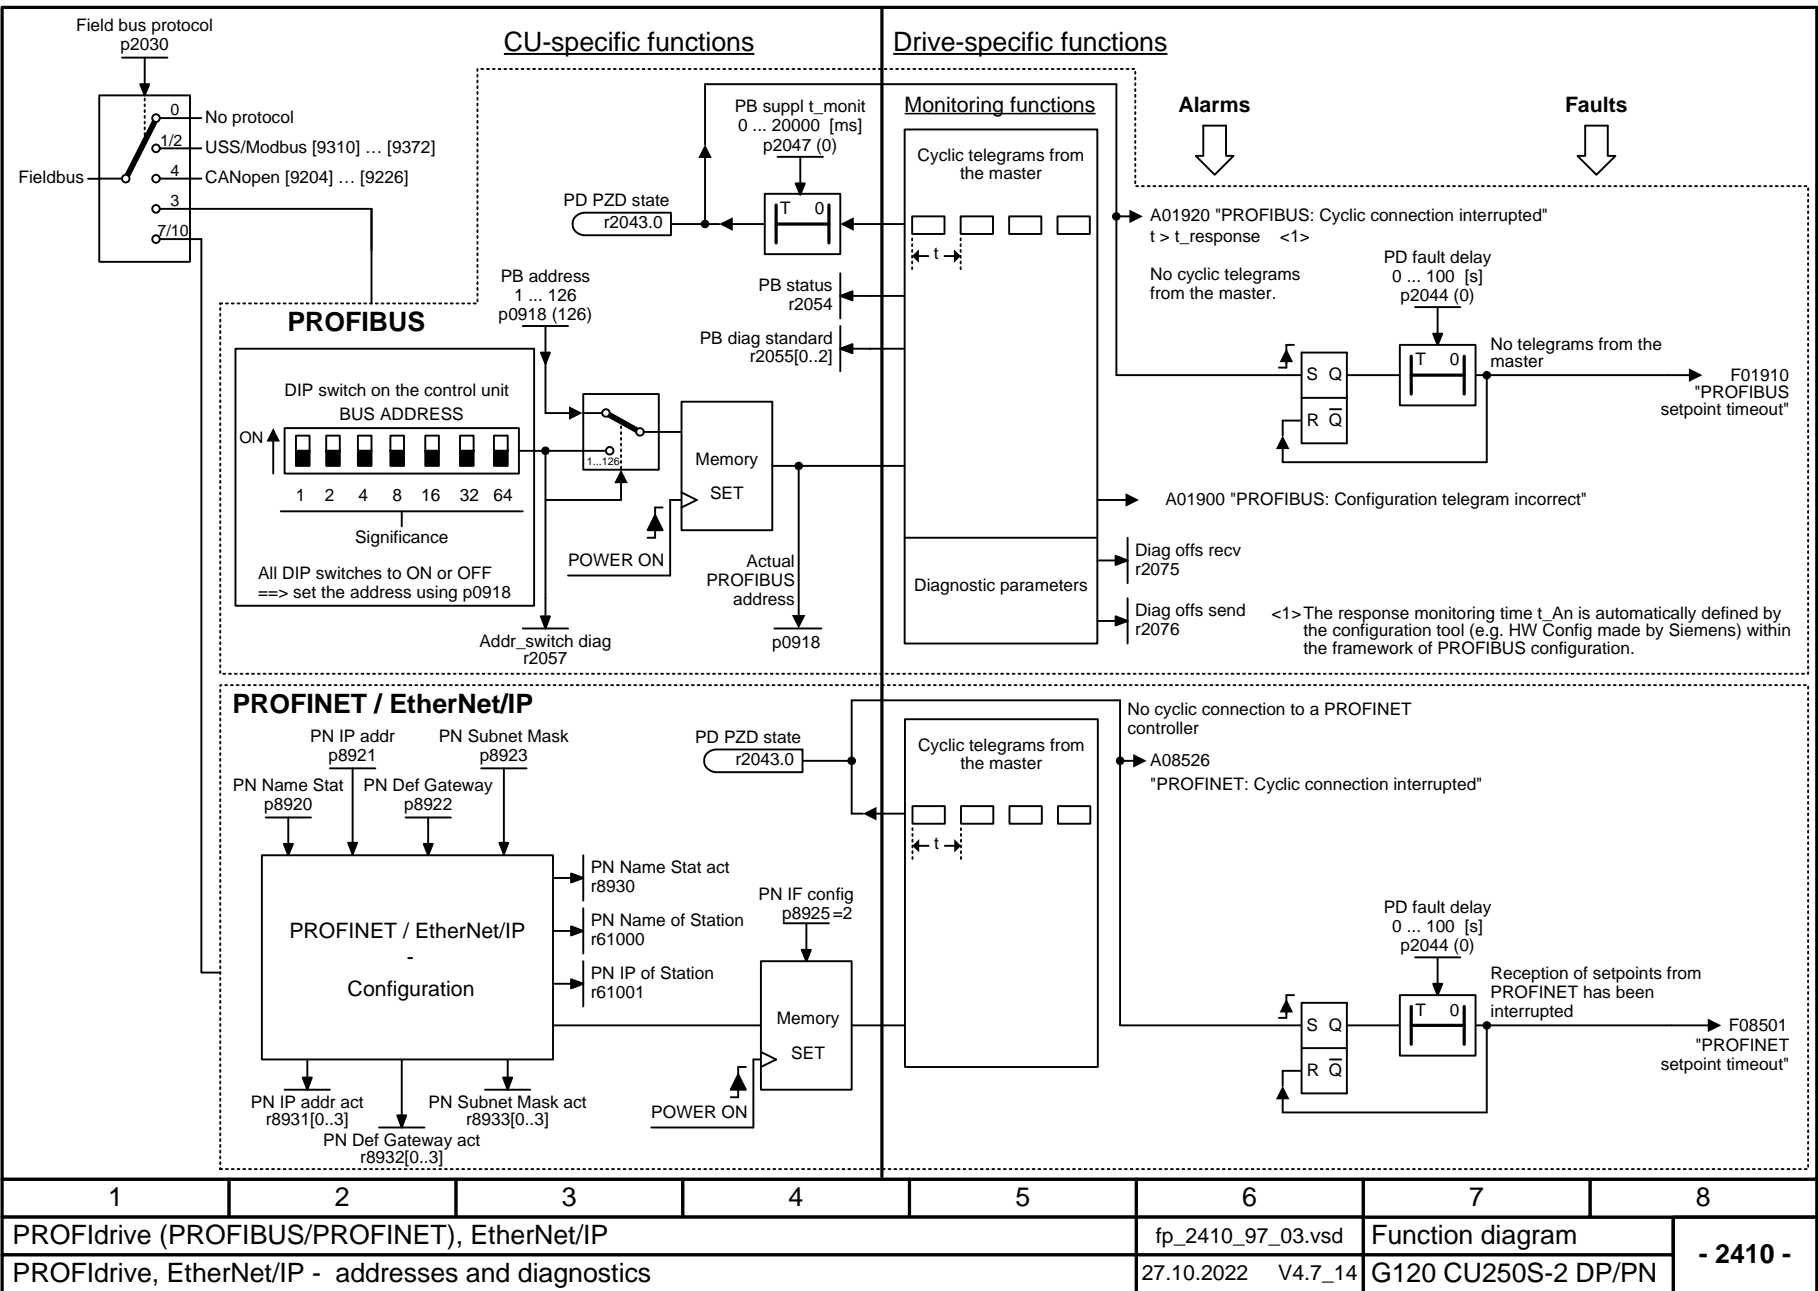 Field bus protocol
p2030
0
No protocol
1/2
USS/Modbus [9310] … [9372]
Fieldbus
4
CANopen [9204] … [9226]
3
7/10
CU-specific functions
Drive-specific functions
PB suppl t_monit
0 ... 20000 [ms]
p2047 (0)
PD PZD state
r2043.0
T 0
Monitoring functions
Cyclic telegrams from
the master
t
Alarms
Faults
A01920 "PROFIBUS: Cyclic connection interrupted"
t > t_response <1>
No cyclic telegrams
from the master.
PD fault delay
0 ... 100 [s]
p2044 (0)
S Q
R Q̅
T 0
No telegrams from the
master
F01910
"PROFIBUS
setpoint timeout"
PB address
1 ... 126
p0918 (126)
PB status
r2054
PB diag standard
r2055[0..2]
PROFIBUS
DIP switch on the control unit
BUS ADDRESS
ON
1 2 4 8 16 32 64
Significance
All DIP switches to ON or OFF
==> set the address using p0918
1...126
Memory
SET
POWER ON
Actual
PROFIBUS
address
p0918
Addr_switch diag
r2057
A01900 "PROFIBUS: Configuration telegram incorrect"
Diagnostic parameters
Diag offs recv
r2075
Diag offs send
r2076
<1> The response monitoring time t_An is automatically defined by
the configuration tool (e.g. HW Config made by Siemens) within
the framework of PROFIBUS configuration.
PROFINET / EtherNet/IP
PN IP addr
p8921
PN Subnet Mask
p8923
PN Name Stat
p8920
PN Def Gateway
p8922
PROFINET / EtherNet/IP
-
Configuration
PN Name Stat act
r8930
PN Name of Station
r61000
PN IP of Station
r61001
PN IP addr act
r8931[0..3]
PN Subnet Mask act
r8933[0..3]
PN Def Gateway act
r8932[0..3]
PD PZD state
r2043.0
PN IF config
p8925=2
Memory
SET
POWER ON
Cyclic telegrams from
the master
t
No cyclic connection to a PROFINET
controller
A08526
"PROFINET: Cyclic connection interrupted"
PD fault delay
0 ... 100 [s]
p2044 (0)
S Q
R Q̅
T 0
Reception of setpoints from
PROFINET has been
interrupted
F08501
"PROFINET
setpoint timeout"
1 2 3 4 5 6 7 8
PROFIdrive (PROFIBUS/PROFINET), EtherNet/IP
fp_2410_97_03.vsd
Function diagram
- 2410 -
PROFIdrive, EtherNet/IP - addresses and diagnostics
27.10.2022 V4.7_14
G120 CU250S-2 DP/PN